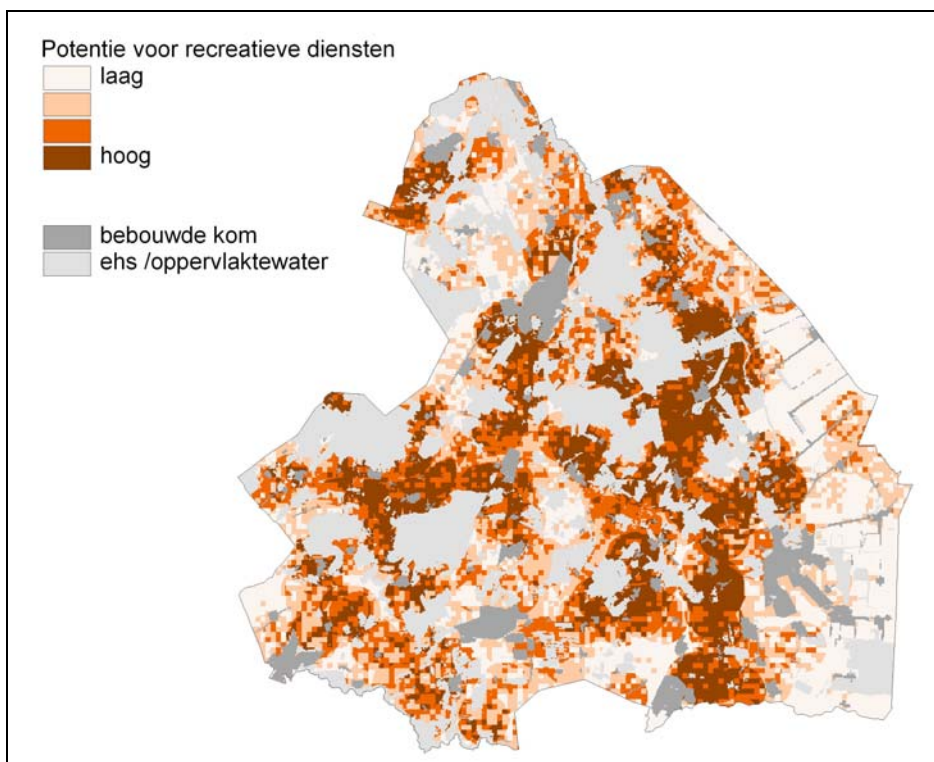 Potentie voor recreatieve diensten
laag
hoog
bebouwde kom
ehs /oppervlaktewater